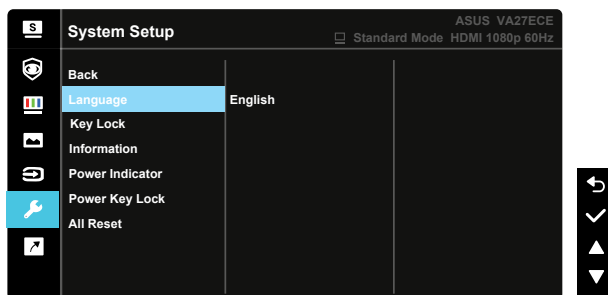 S
System Setup
ASUS VA27ECE
Standard Mode HDMI 1080p 60Hz
Back
Language
English
Key Lock
Information
Power Indicator
Power Key Lock
All Reset